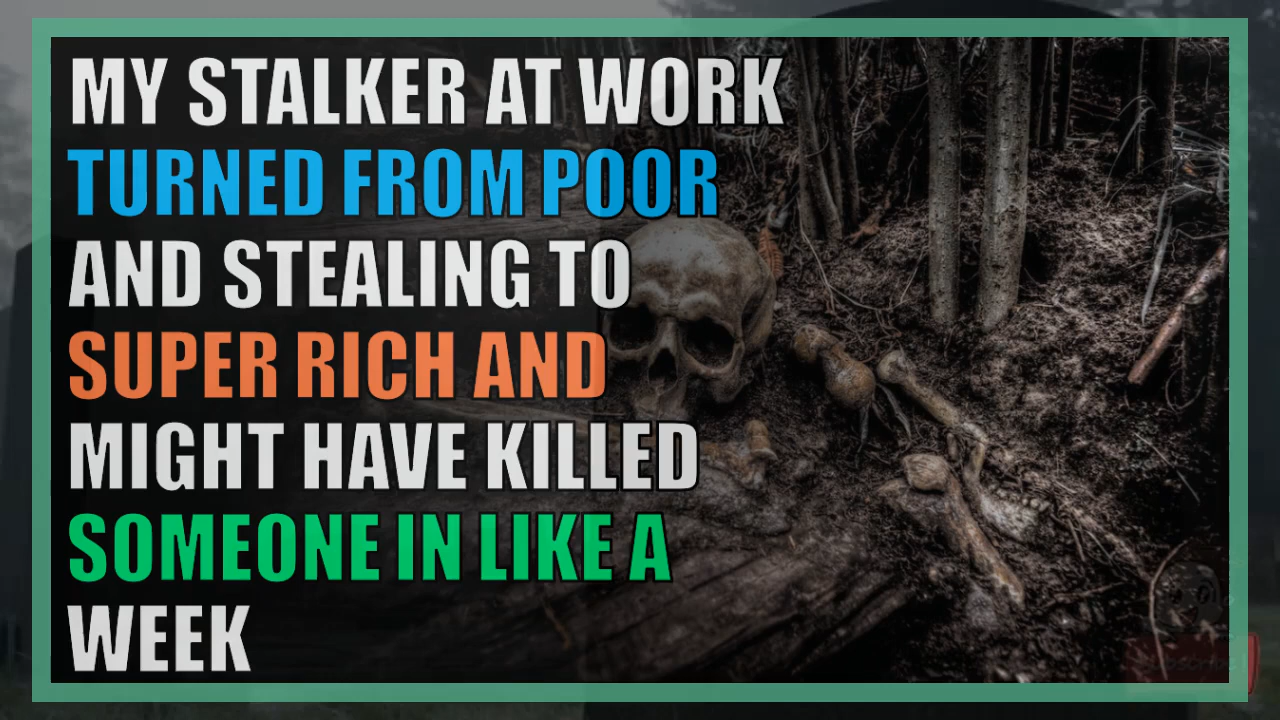 MY STALKER AT WORK
TURNED FROM POOR
AND STEALING TO
SUPER RICH AND
MIGHT HAVE KILLED
SOMEONE IN LIKE A
WEEK